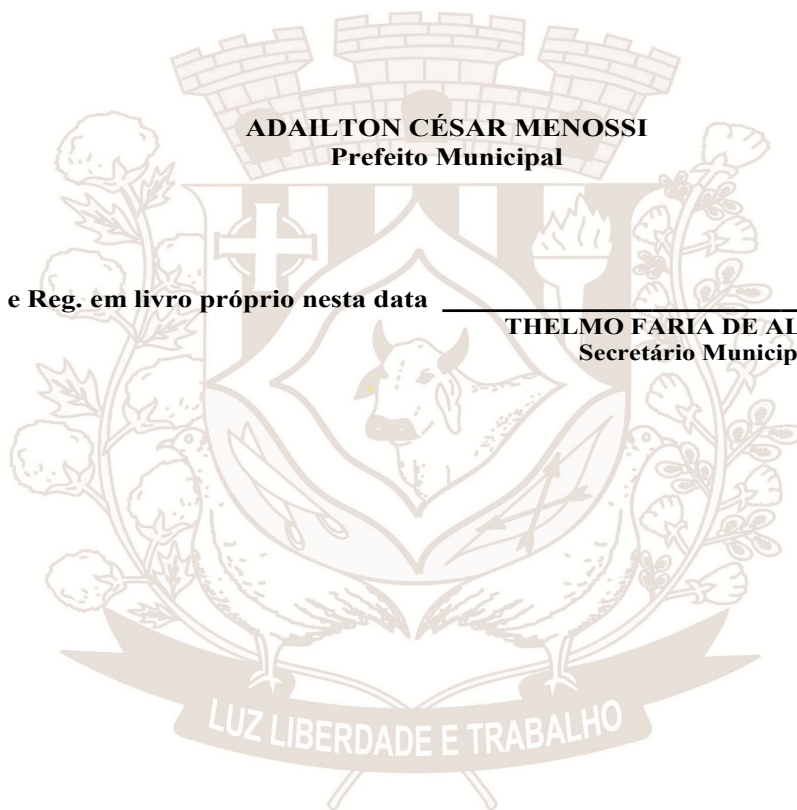 ADAILTON CÉSAR MENOSSI
Prefeito Municipal
e Reg. em livro próprio nesta data
THELMO FARIA DE AL
Secretário Municip
LUZ LIBERDADE E TRABALHO